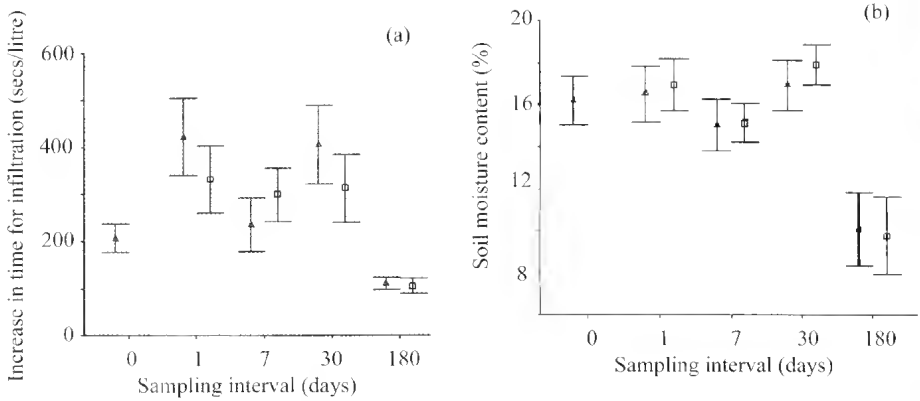 Increase in time for infiltration (secs/litre)
(a)
600
400
200
0
0 1 7 30 180
Sampling interval (days)
Soil moisture content (%)
(b)
20
16
12
8
0 1 7 30 180
Sampling interval (days)